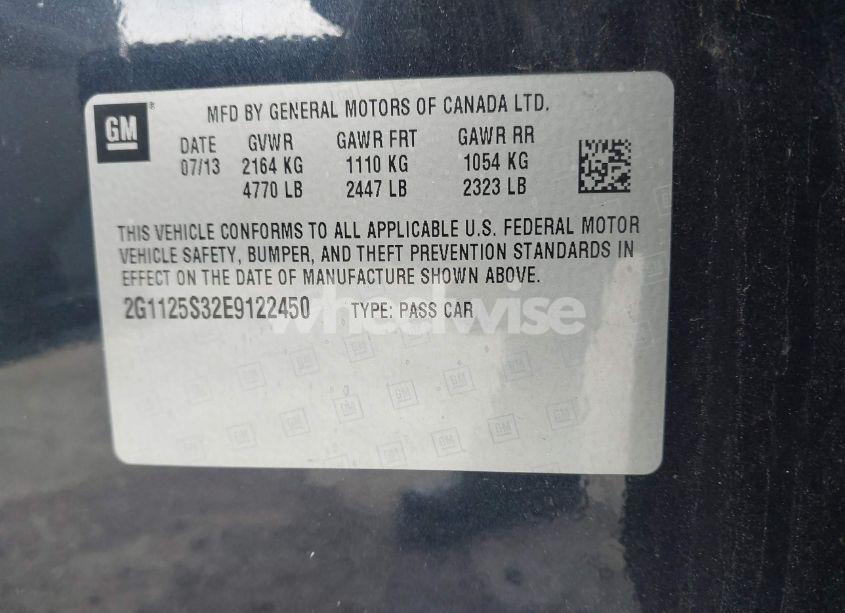 GM
MFD BY GENERAL MOTORS OF CANADA LTD.
DATE GVWR GAWR FRT GAWR RR
07/13 2164 KG 1110 KG 1054 KG
4770 LB 2447 LB 2323 LB
THIS VEHICLE CONFORMS TO ALL APPLICABLE U.S. FEDERAL MOTOR
VEHICLE SAFETY, BUMPER, AND THEFT PREVENTION STANDARDS IN
EFFECT ON THE DATE OF MANUFACTURE SHOWN ABOVE.
2G1125S32E9122450 TYPE: PASS CAR
wheelwise